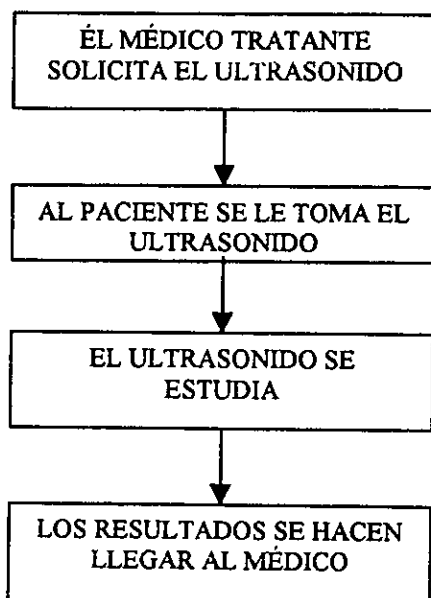 ÉL MÉDICO TRATANTE
SOLICITA EL ULTRASONIDO
AL PACIENTE SE LE TOMA EL
ULTRASONIDO
EL ULTRASONIDO SE
ESTUDIA
LOS RESULTADOS SE HACEN
LLEGAR AL MÉDICO